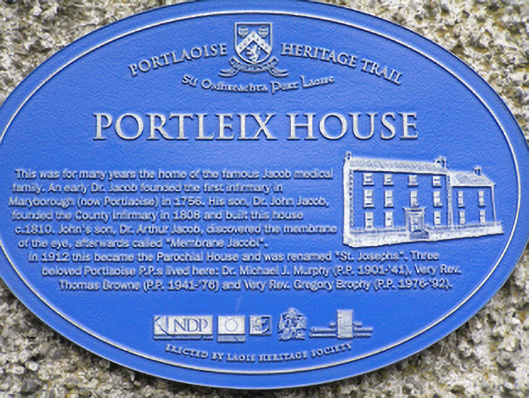 PORTLAOISE HERITAGE TRAIL
PORTLEIX HOUSE
This was for many years the home of the famous Jacob medical
family. An early Dr. Jacob founded the first infirmary in
Maryborough (now Portlaoise) in 1756. His son, Dr. John Jacob,
founded the County Infirmary in 1808 and built this house
c.1810. John's son, Dr. Arthur Jacob, discovered the membrane
of the eye, afterwards called "Membrane Jacobi".
In 1912 this became the Parochial House and was renamed "St. Josephs". Three
beloved Portlaoise P.P.s lived here: Dr. Michael J. Murphy (P.P. 1901-'41), Very Rev.
Thomas Browne (P.P. 1941-'76) and Very Rev. Gregory Brophy (P.P. 1976-'92).
NDP
ERECTED BY LAOIS HERITAGE SOCIETY